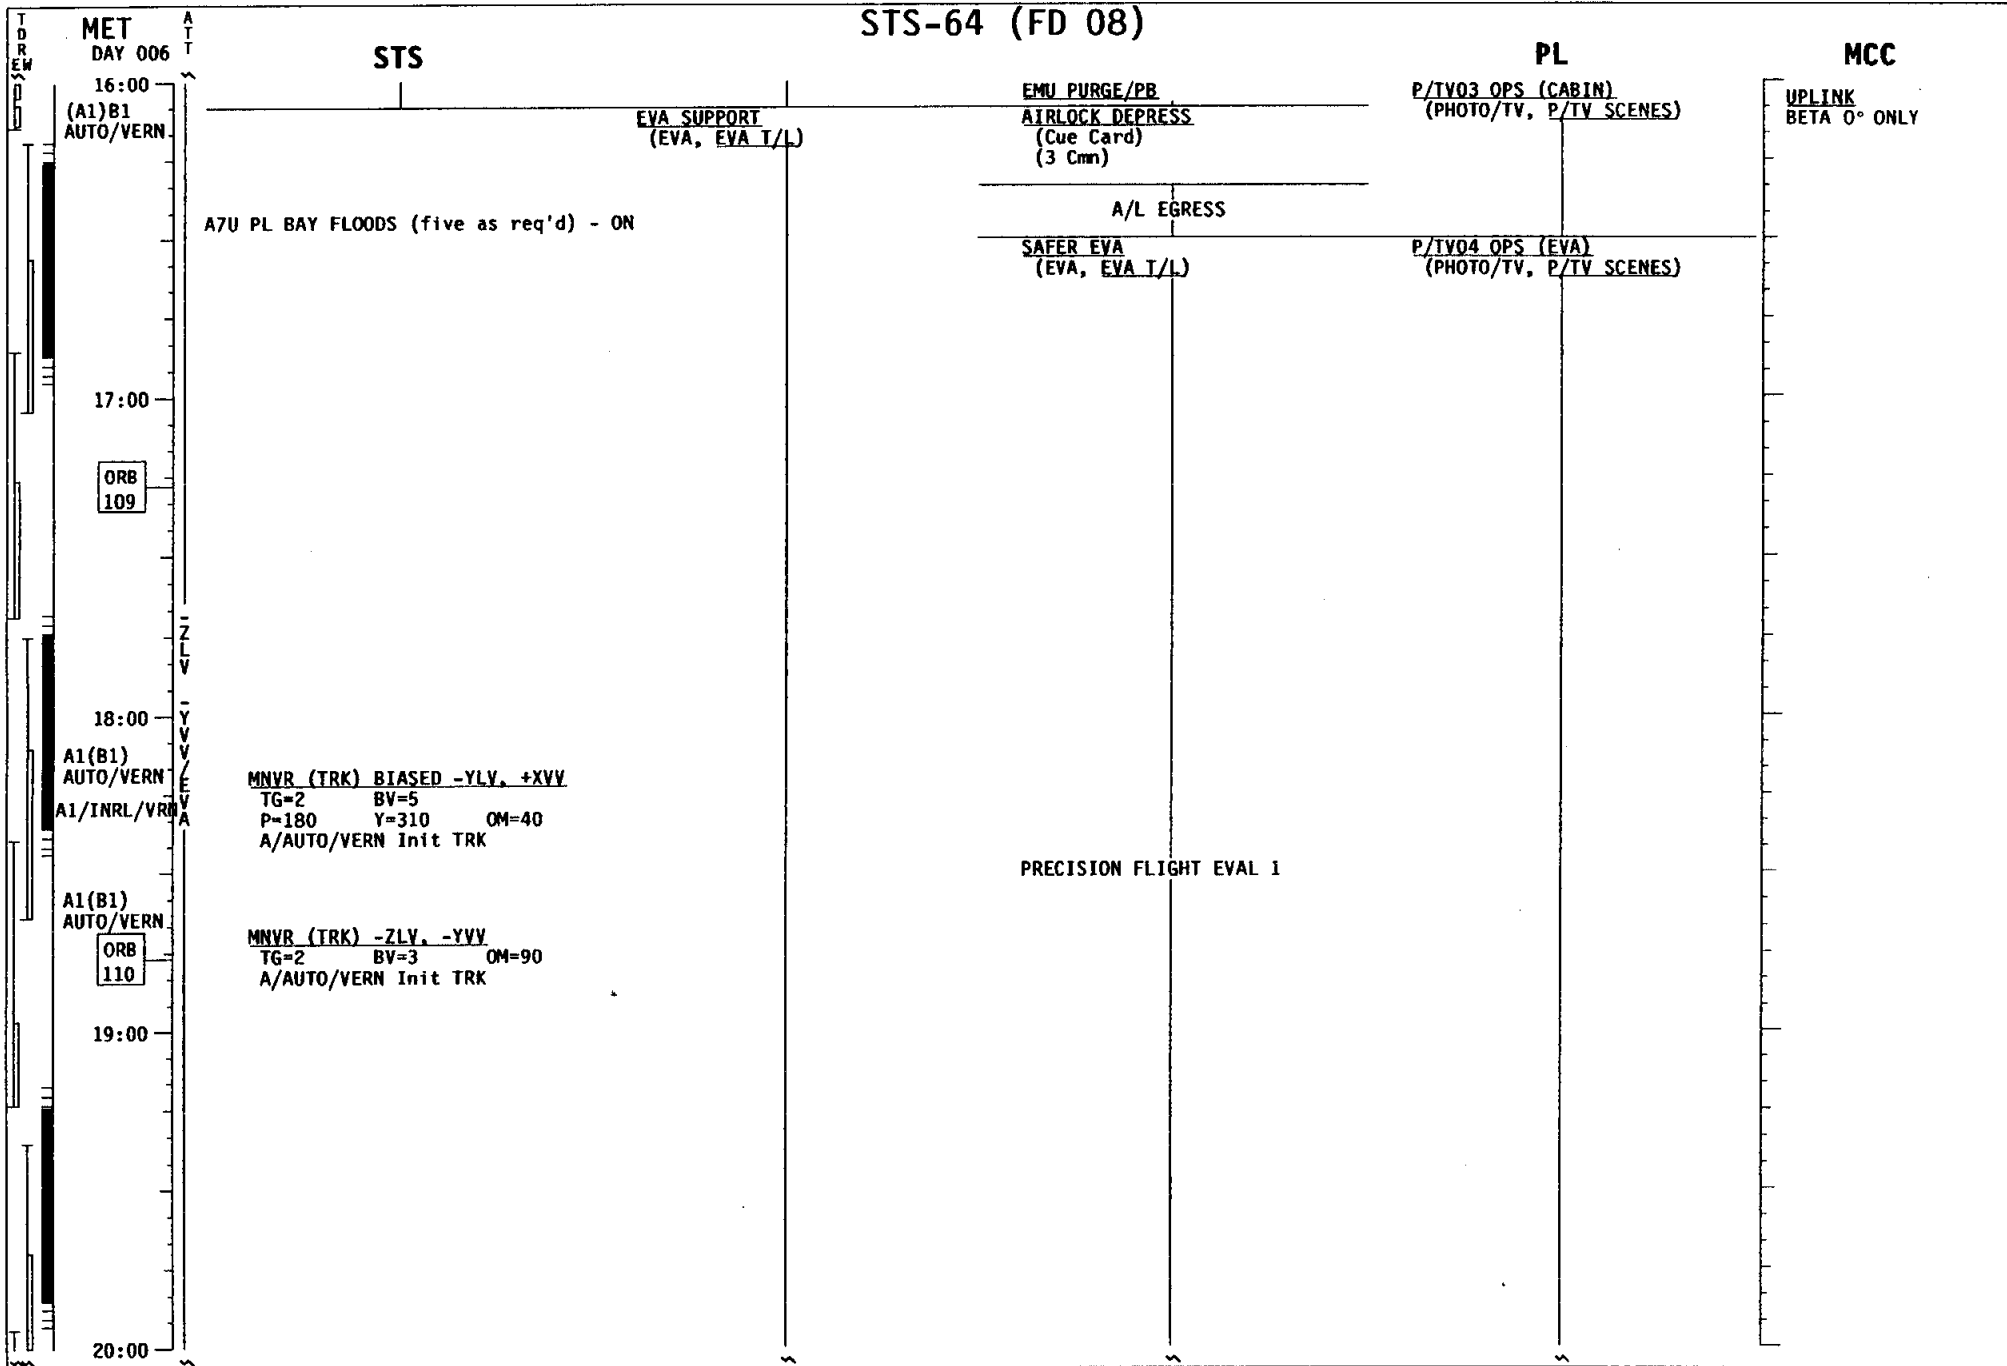 STS-64 (FD 08)
TDRS
E W
MET
DAY 006
ATT
STS
PL
MCC
16:00
(A1)B1
AUTO/VERN
EVA SUPPORT
(EVA, EVA T/L)
EMU PURGE/PB
AIRLOCK DEPRESS
(Cue Card)
(3 Cmn)
P/TV03 OPS (CABIN)
(PHOTO/TV, P/TV SCENES)
UPLINK
BETA 0° ONLY
A7U PL BAY FLOODS (five as req'd) - ON
A/L EGRESS
SAFER EVA
(EVA, EVA T/L)
P/TV04 OPS (EVA)
(PHOTO/TV, P/TV SCENES)
17:00
ORB
109
-ZLV -YVV/EVA
18:00
A1(B1)
AUTO/VERN
A1/INRL/VRN
MNVR (TRK) BIASED -YLV, +XVV
TG=2 BV=5
P=180 Y=310 OM=40
A/AUTO/VERN Init TRK
PRECISION FLIGHT EVAL 1
A1(B1)
AUTO/VERN
ORB
110
MNVR (TRK) -ZLV, -YVV
TG=2 BV=3 OM=90
A/AUTO/VERN Init TRK
19:00
20:00